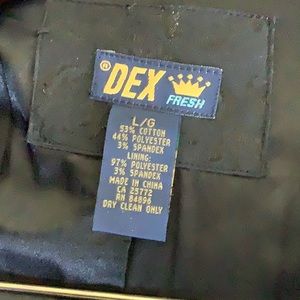 ® DEX
FRESH
L/G
53% COTTON
44% POLYESTER
3% SPANDEX
LINING:
97% POLYESTER
3% SPANDEX
MADE IN CHINA
CA 25772
RN 84896
DRY CLEAN ONLY